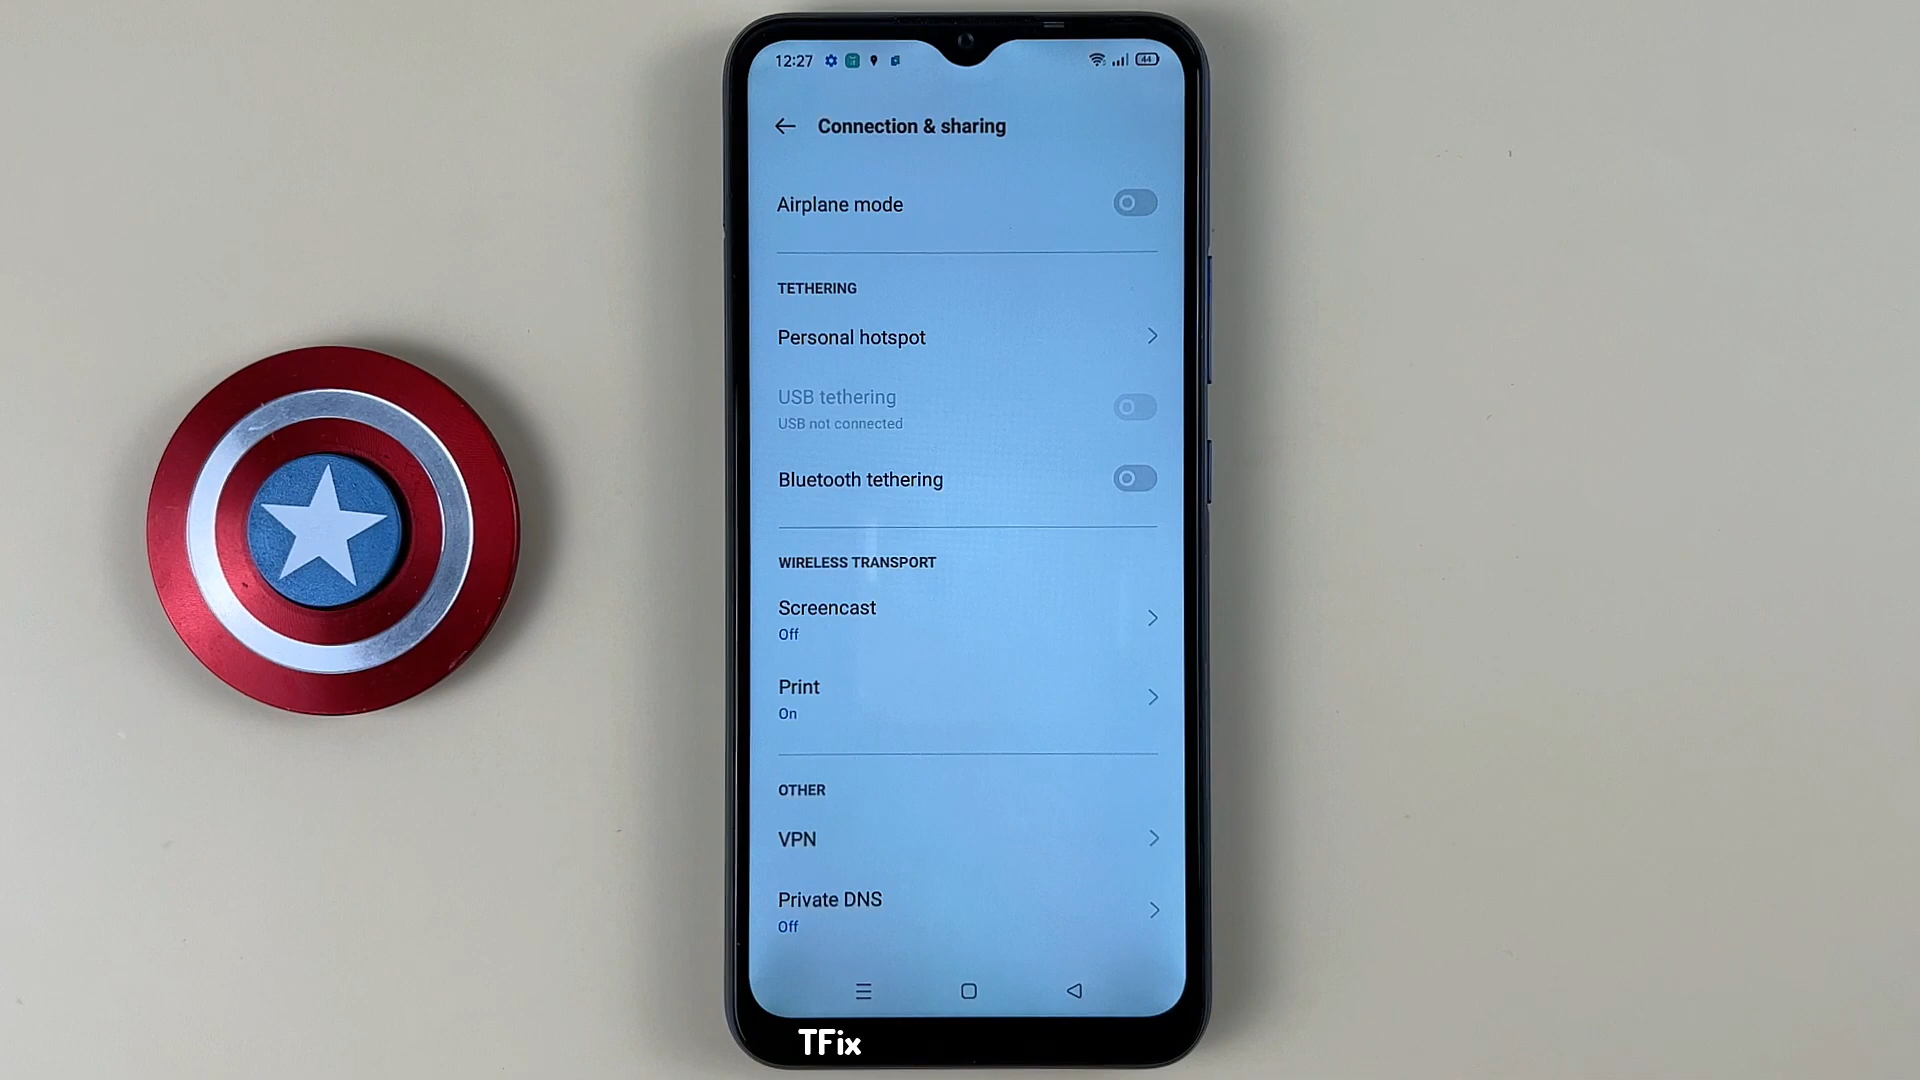 12:27
44
Connection & sharing
Airplane mode
TETHERING
Personal hotspot
USB tethering
USB not connected
Bluetooth tethering
WIRELESS TRANSPORT
Screencast
Off
Print
On
OTHER
VPN
Private DNS
Off
TFix